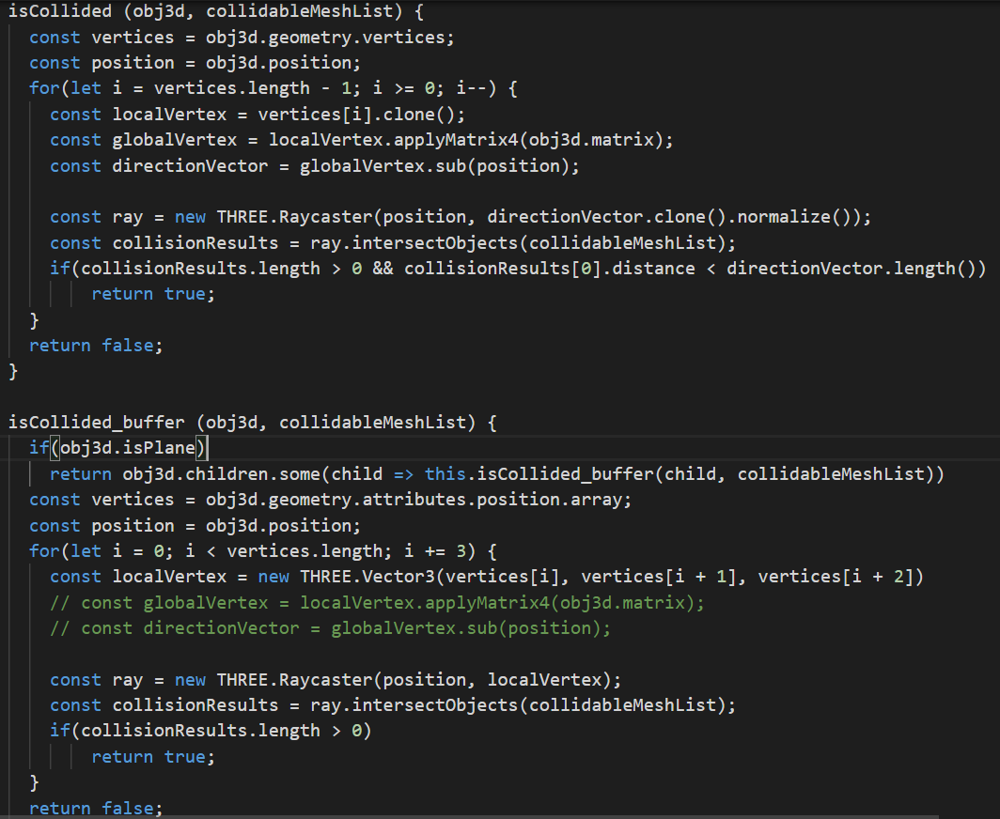 isCollided (obj3d, collidableMeshList) {
const vertices = obj3d.geometry.vertices;
const position = obj3d.position;
for(let i = vertices.length - 1; i >= 0; i--) {
const localVertex = vertices[i].clone();
const globalVertex = localVertex.applyMatrix4(obj3d.matrix);
const directionVector = globalVertex.sub(position);
const ray = new THREE.Raycaster(position, directionVector.clone().normalize());
const collisionResults = ray.intersectObjects(collidableMeshList);
if(collisionResults.length > 0 && collisionResults[0].distance < directionVector.length())
return true;
}
return false;
}
isCollided_buffer (obj3d, collidableMeshList) {
if(obj3d.isPlane)
return obj3d.children.some(child => this.isCollided_buffer(child, collidableMeshList))
const vertices = obj3d.geometry.attributes.position.array;
const position = obj3d.position;
for(let i = 0; i < vertices.length; i += 3) {
const localVertex = new THREE.Vector3(vertices[i], vertices[i + 1], vertices[i + 2])
// const globalVertex = localVertex.applyMatrix4(obj3d.matrix);
// const directionVector = globalVertex.sub(position);
const ray = new THREE.Raycaster(position, localVertex);
const collisionResults = ray.intersectObjects(collidableMeshList);
if(collisionResults.length > 0)
return true;
}
return false;